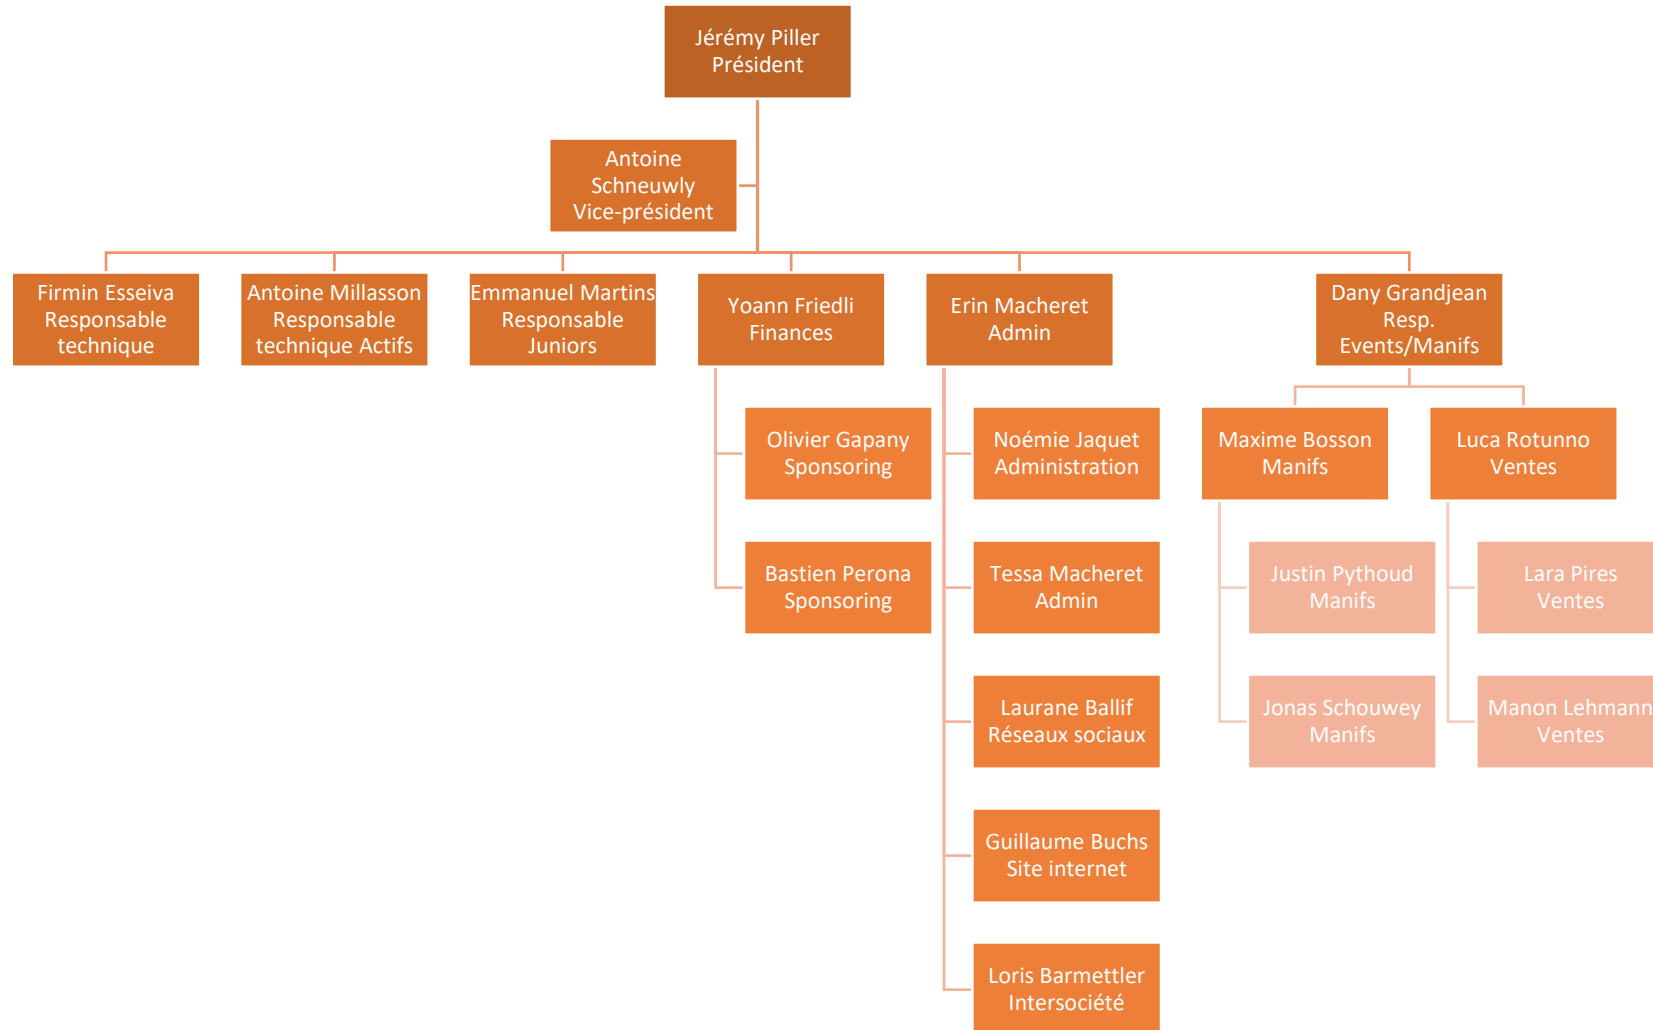 Jérémy Piller
Président
Antoine
Schneuwly
Vice-président
Firmin Esseiva
Responsable
technique
Antoine Millasson
Responsable
technique Actifs
Emmanuel Martins
Responsable
Juniors
Yoann Friedli
Finances
Erin Macheret
Admin
Dany Grandjean
Resp.
Events/Manifs
Olivier Gapany
Sponsoring
Bastien Perona
Sponsoring
Noémie Jaquet
Administration
Tessa Macheret
Admin
Laurane Ballif
Réseaux sociaux
Guillaume Buchs
Site internet
Loris Barmettler
Intersociété
Maxime Bosson
Manifs
Justin Pythoud
Manifs
Jonas Schouwey
Manifs
Luca Rotunno
Ventes
Lara Pires
Ventes
Manon Lehmann
Ventes